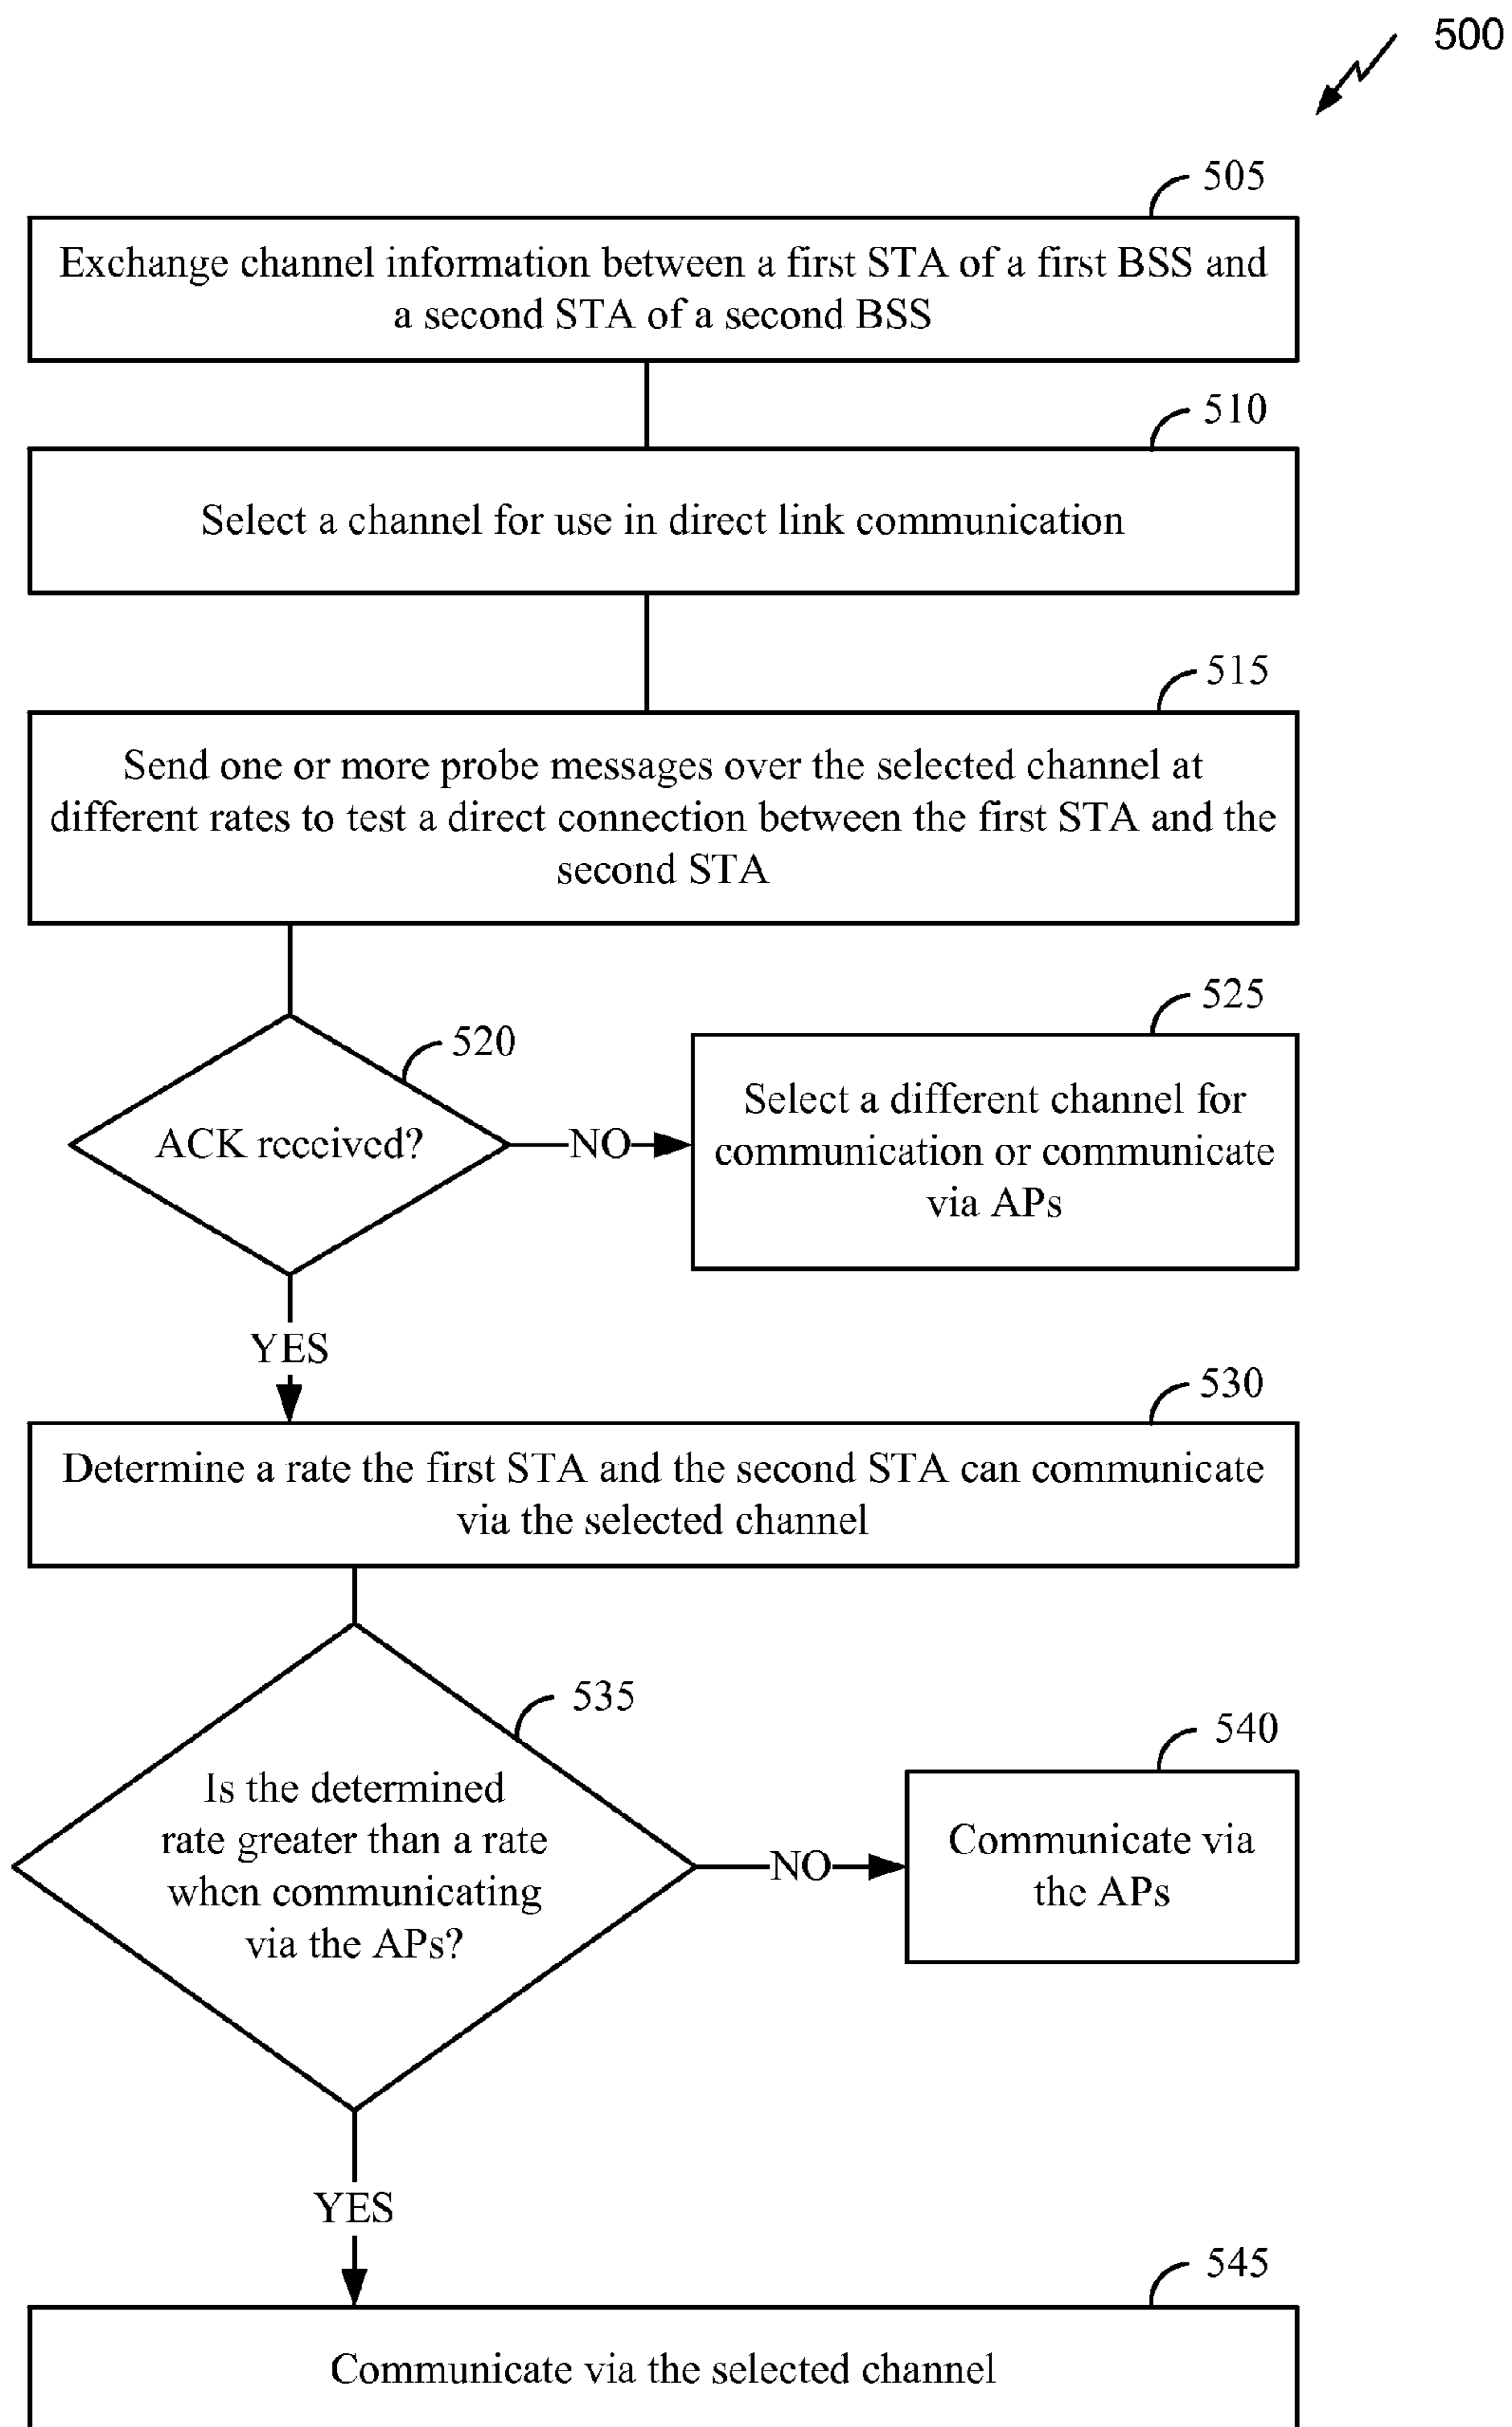 500
505
Exchange channel information between a first STA of a first BSS and
a second STA of a second BSS
510
Select a channel for use in direct link communication
515
Send one or more probe messages over the selected channel at
different rates to test a direct connection between the first STA and the
second STA
520
ACK received?
NO
525
Select a different channel for
communication or communicate
via APs
YES
530
Determine a rate the first STA and the second STA can communicate
via the selected channel
535
Is the determined
rate greater than a rate
when communicating
via the APs?
NO
540
Communicate via
the APs
YES
545
Communicate via the selected channel